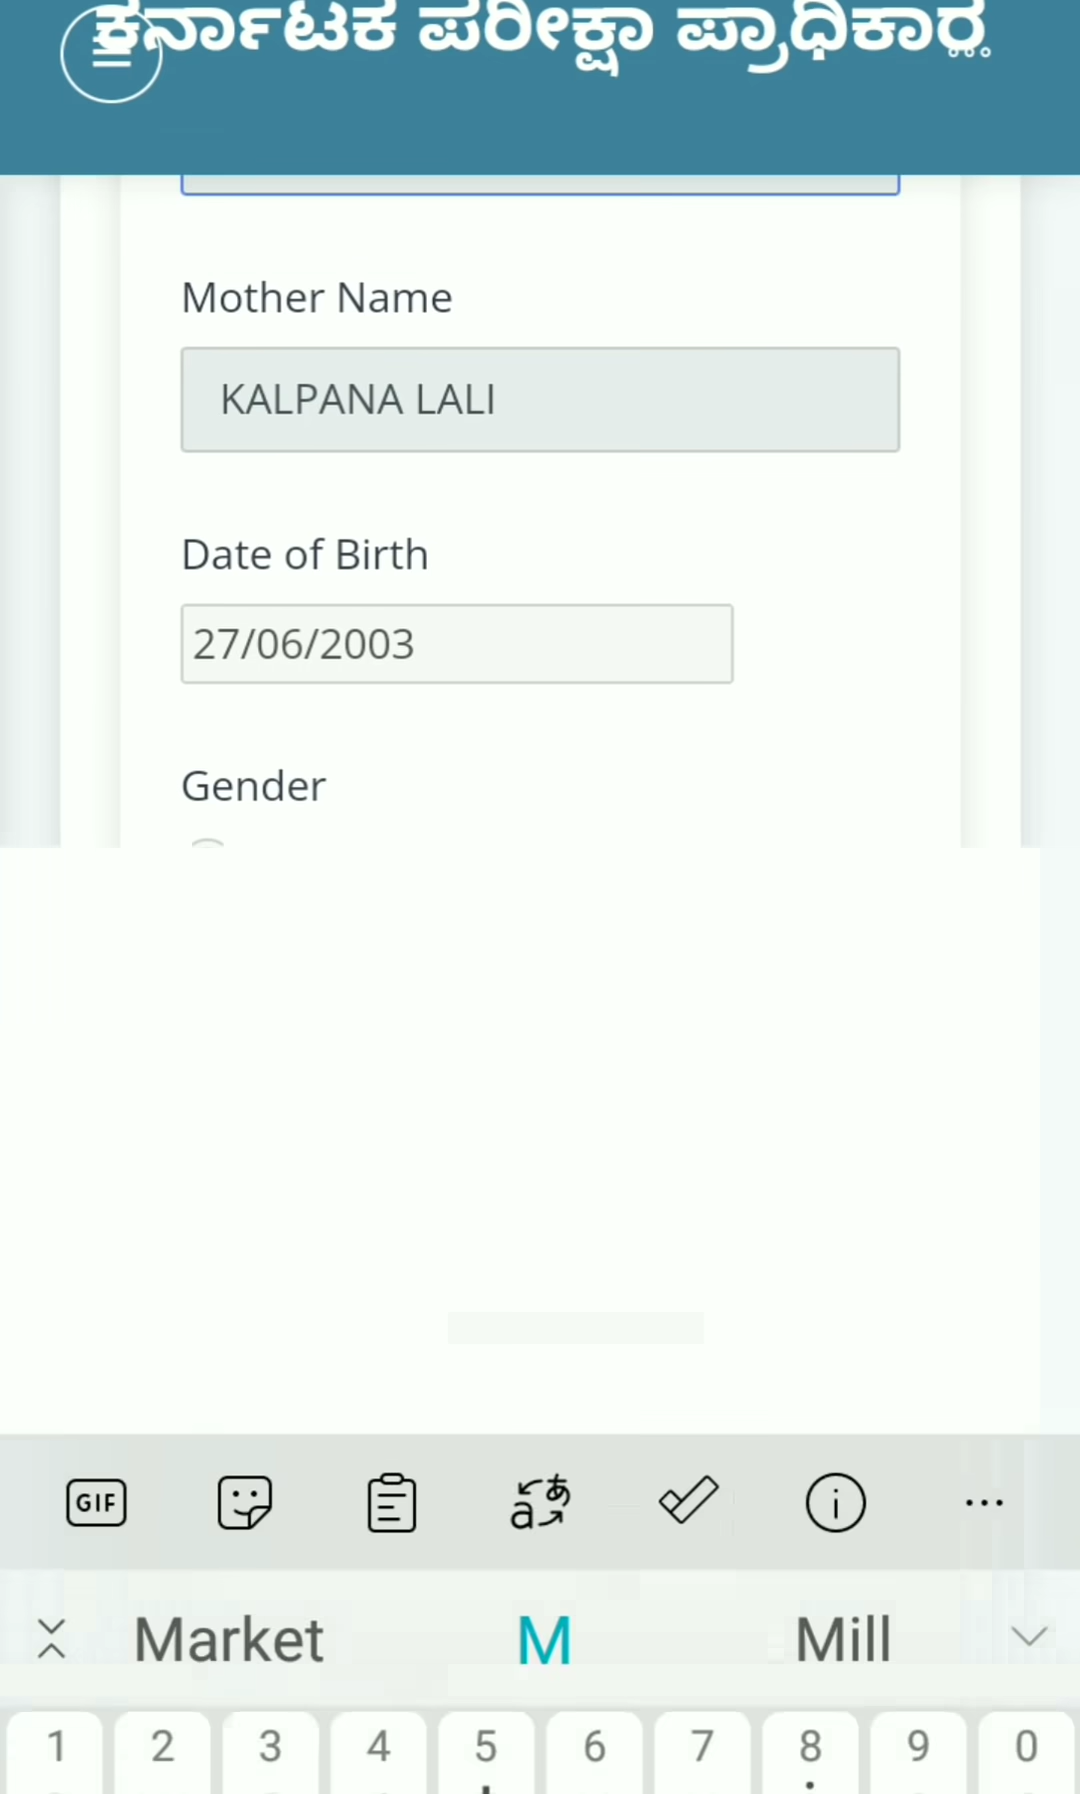 ಕರ್ನಾಟಕ ಪರೀಕ್ಷಾ ಪ್ರಾಧಿಕಾರ
Mother Name
KALPANA LALI
Date of Birth
27/06/2003
Gender
GIF
Market M Mill
1 2 3 4 5 6 7 8 9 0